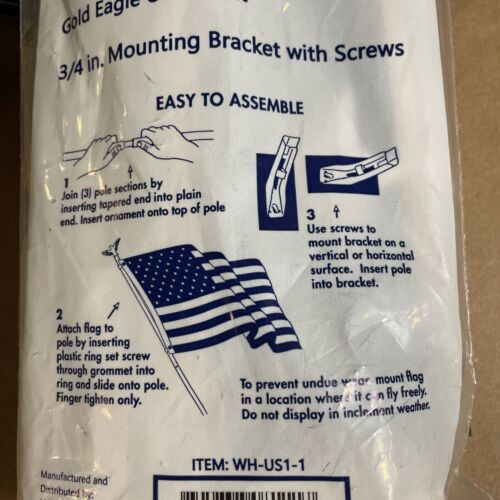 Gold Eagle
3/4 in. Mounting Bracket with Screws
EASY TO ASSEMBLE
1
Join (3) pole sections by
inserting tapered end into plain
end. Insert ornament onto top of pole
3
Use screws to
mount bracket on a
vertical or horizontal
surface. Insert pole
into bracket.
2
Attach flag to
pole by inserting
plastic ring set screw
through grommet into
ring and slide onto pole.
Finger tighten only.
To prevent undue wear, mount flag
in a location where it can fly freely.
Do not display in inclement weather.
ITEM: WH-US1-1
Manufactured and
Distributed by: